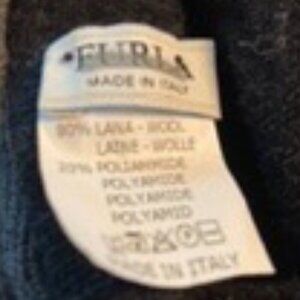 FURLA
MADE IN ITALY
80% LANA - WOOL
LAINE - WOLLE
20% POLIAMMIDE
POLYAMIDE
POLYAMIDE
POLYAMID
MADE IN ITALY